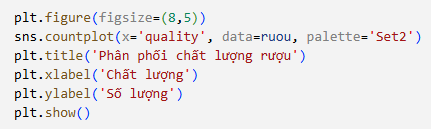 plt.figure(figsize=(8,5))
sns.countplot(x='quality', data=ruou, palette='Set2')
plt.title('Phân phối chất lượng rượu')
plt.xlabel('Chất lượng')
plt.ylabel('Số lượng')
plt.show()